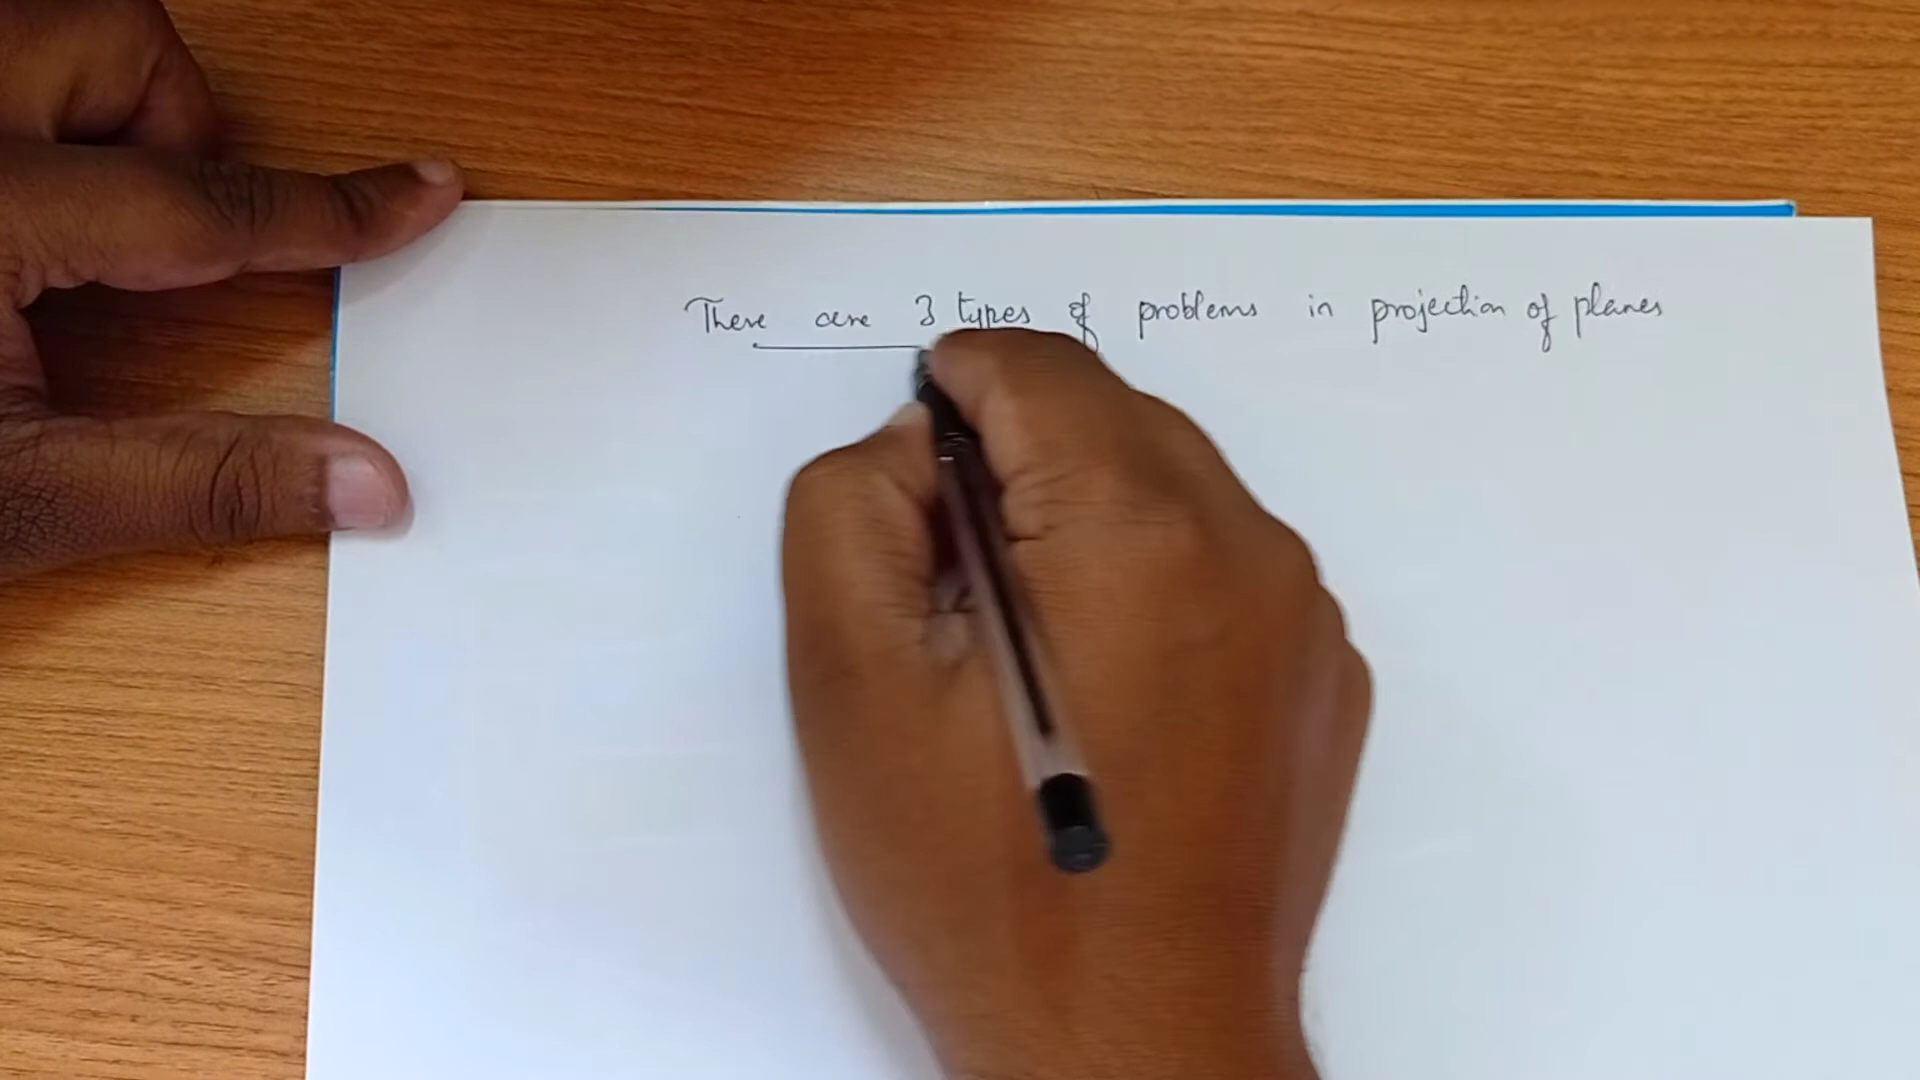 There are 3 types of problems in projection of planes